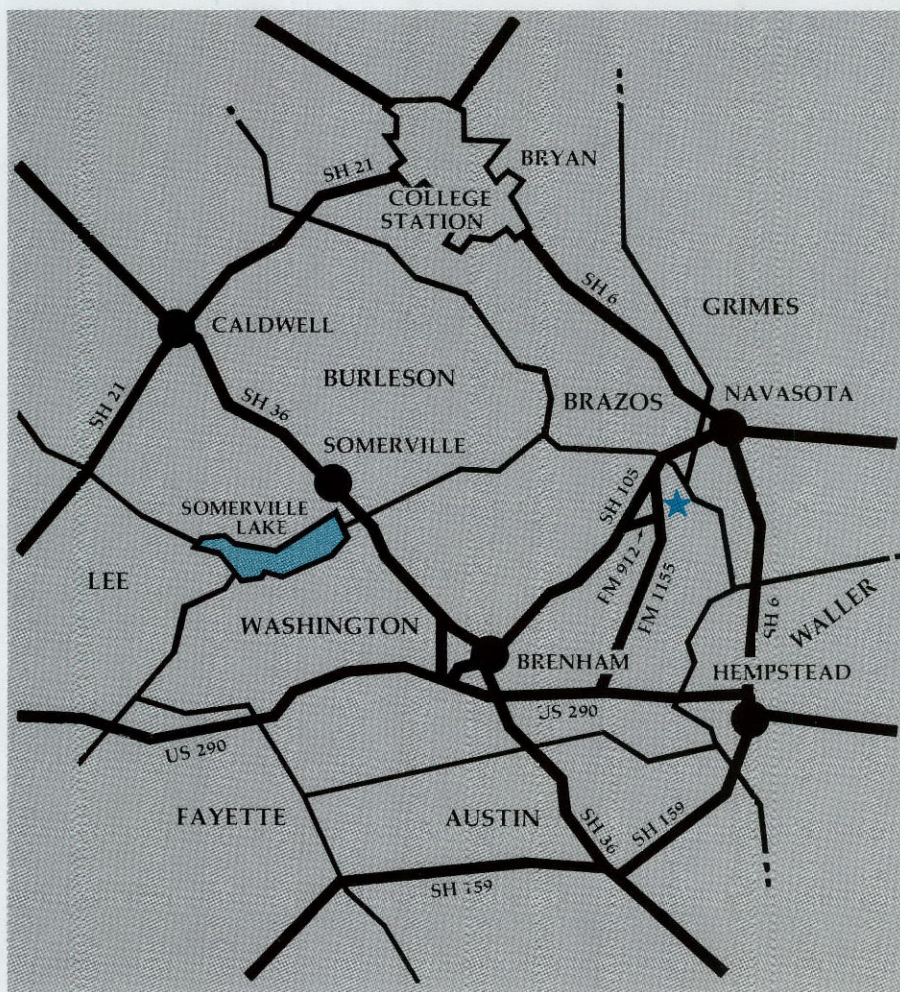 BRYAN
SH 21
COLLEGE
STATION
SH 6
GRIMES
CALDWELL
BURLESON
BRAZOS
NAVASOTA
SH 21
SH 36
SOMERVILLE
SOMERVILLE
LAKE
SH 105
LEE
FM 912
FM 1155
WASHINGTON
SH 6
WALLER
BRENHAM
HEMPSTEAD
US 290
US 290
FAYETTE
AUSTIN
SH 36
SH 159
SH 159